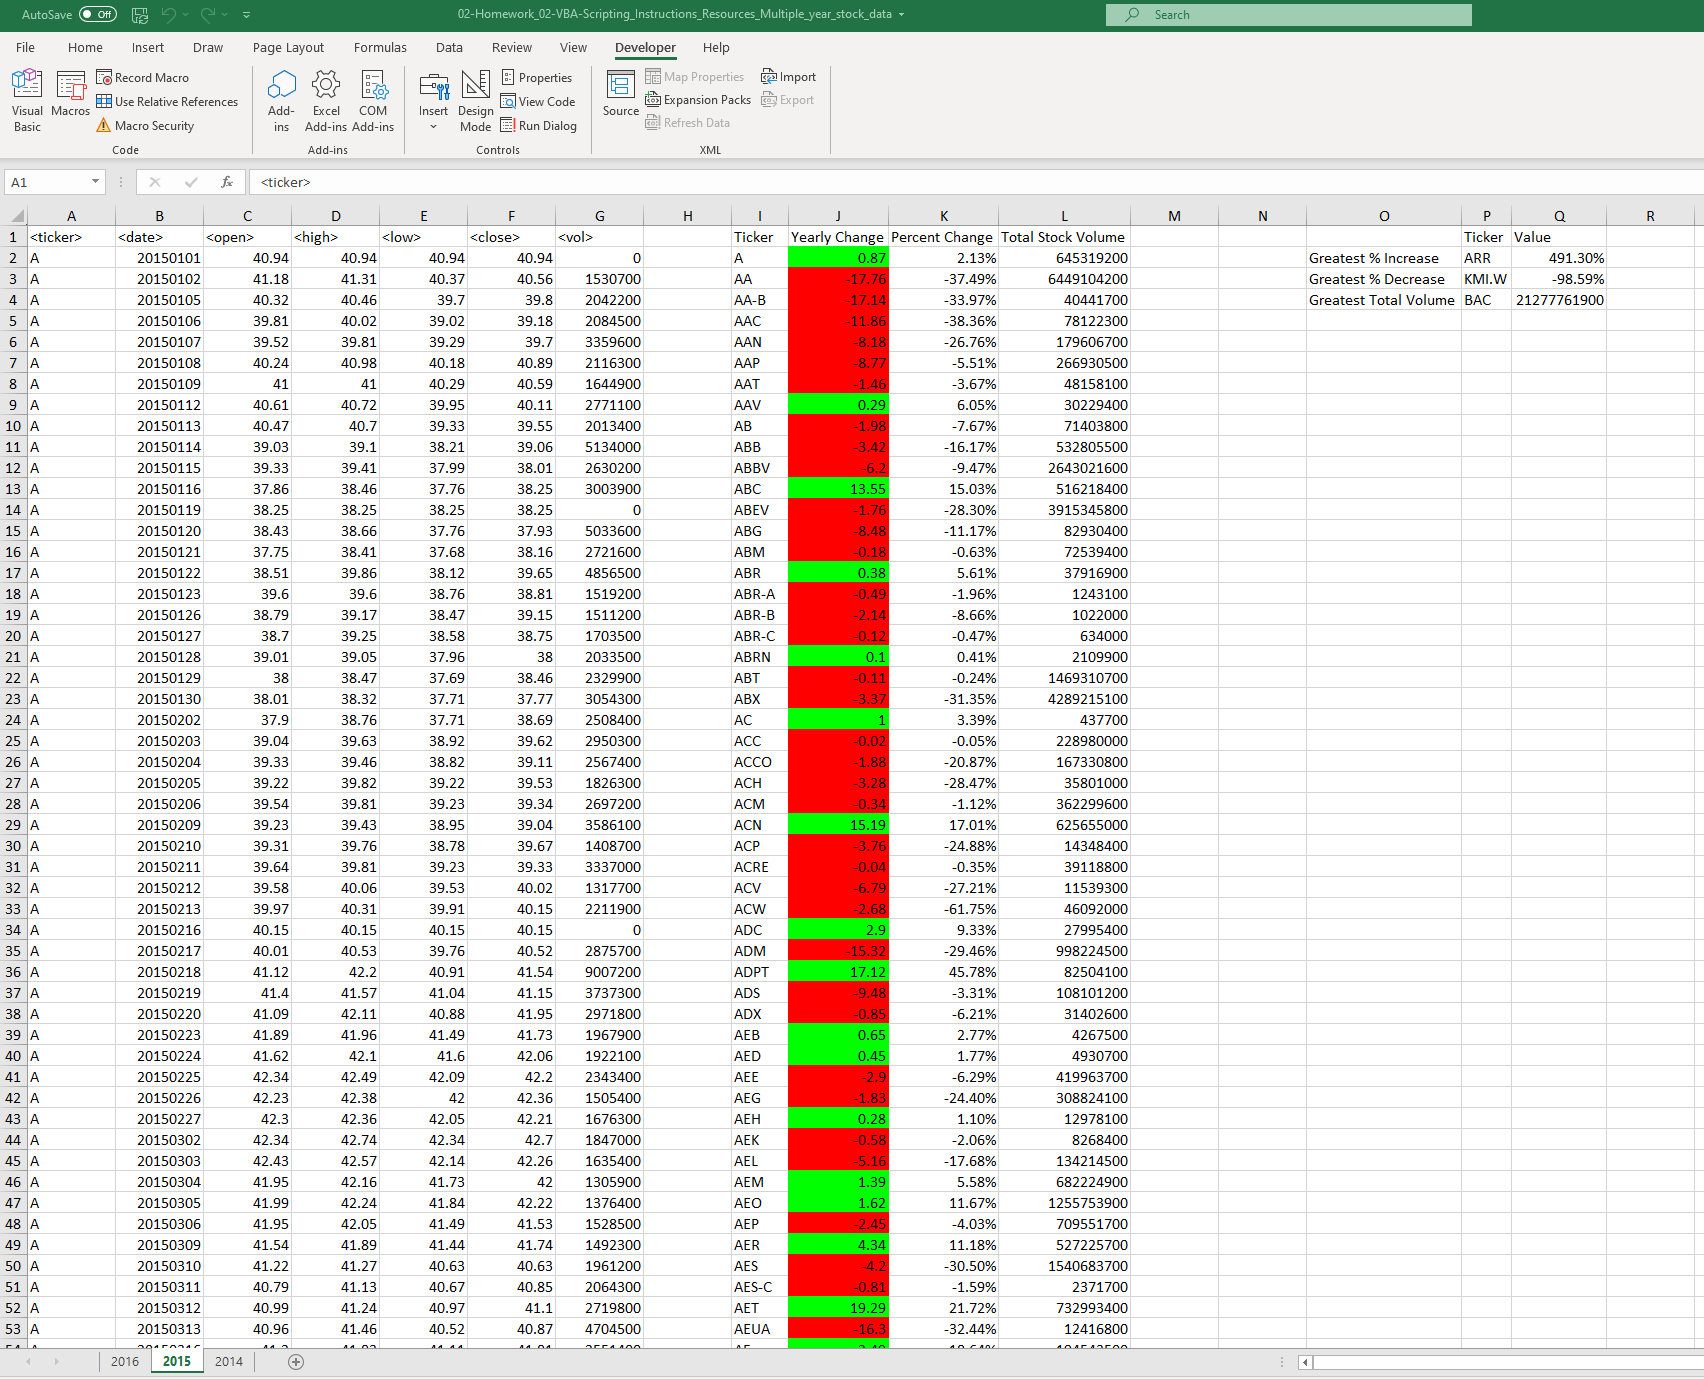 AutoSave Off 02-Homework_02-VBA-Scripting_Instructions_Resources_Multiple_year_stock_data Search
File Home Insert Draw Page Layout Formulas Data Review View Developer Help
Visual Basic
Macros
Record Macro
Use Relative References
Macro Security
Code
Add-ins
Excel Add-ins
COM Add-ins
Add-ins
Insert
Design Mode
Properties
View Code
Run Dialog
Controls
Source
Map Properties
Expansion Packs
Refresh Data
Import
Export
XML
A1 fx <ticker>
A B C D E F G H I J K L M N O P Q R
1 <ticker> <date> <open> <high> <low> <close> <vol> Ticker Yearly Change Percent Change Total Stock Volume Ticker Value
2 A 20150101 40.94 40.94 40.94 40.94 0 A 0.87 2.13% 645319200 Greatest % Increase ARR 491.30%
3 A 20150102 41.18 41.31 40.37 40.56 1530700 AA -17.76 -37.49% 6449104200 Greatest % Decrease KMI.W -98.59%
4 A 20150105 40.32 40.46 39.7 39.8 2042200 AA-B -17.14 -33.97% 40441700 Greatest Total Volume BAC 21277761900
5 A 20150106 39.81 40.02 39.02 39.18 2084500 AAC -11.86 -38.36% 78122300
6 A 20150107 39.52 39.81 39.29 39.7 3359600 AAN -8.18 -26.76% 179606700
7 A 20150108 40.24 40.98 40.18 40.89 2116300 AAP -8.77 -5.51% 266930500
8 A 20150109 41 41 40.29 40.59 1644900 AAT -1.46 -3.67% 48158100
9 A 20150112 40.61 40.72 39.95 40.11 2771100 AAV 0.29 6.05% 30229400
10 A 20150113 40.47 40.7 39.33 39.55 2013400 AB -1.98 -7.67% 71403800
11 A 20150114 39.03 39.1 38.21 39.06 5134000 ABB -3.42 -16.17% 532805500
12 A 20150115 39.33 39.41 37.99 38.01 2630200 ABBV -6.2 -9.47% 2643021600
13 A 20150116 37.86 38.46 37.76 38.25 3003900 ABC 13.55 15.03% 516218400
14 A 20150119 38.25 38.25 38.25 38.25 0 ABEV -1.76 -28.30% 3915345800
15 A 20150120 38.43 38.66 37.76 37.93 5033600 ABG -8.48 -11.17% 82930400
16 A 20150121 37.75 38.41 37.68 38.16 2721600 ABM -0.18 -0.63% 72539400
17 A 20150122 38.51 39.86 38.12 39.65 4856500 ABR 0.38 5.61% 37916900
18 A 20150123 39.6 39.6 38.76 38.81 1519200 ABR-A -0.49 -1.96% 1243100
19 A 20150126 38.79 39.17 38.47 39.15 1511200 ABR-B -2.14 -8.66% 1022000
20 A 20150127 38.7 39.25 38.58 38.75 1703500 ABR-C -0.12 -0.47% 634000
21 A 20150128 39.01 39.05 37.96 38 2033500 ABRN 0.1 0.41% 2109900
22 A 20150129 38 38.47 37.69 38.46 2329900 ABT -0.11 -0.24% 1469310700
23 A 20150130 38.01 38.32 37.71 37.77 3054300 ABX -3.37 -31.35% 4289215100
24 A 20150202 37.9 38.76 37.71 38.69 2508400 AC 1 3.39% 437700
25 A 20150203 39.04 39.63 38.92 39.62 2950300 ACC -0.02 -0.05% 228980000
26 A 20150204 39.33 39.46 38.82 39.11 2567400 ACCO -1.88 -20.87% 167330800
27 A 20150205 39.22 39.82 39.22 39.53 1826300 ACH -3.28 -28.47% 35801000
28 A 20150206 39.54 39.81 39.23 39.34 2697200 ACM -0.34 -1.12% 362299600
29 A 20150209 39.23 39.43 38.95 39.04 3586100 ACN 15.19 17.01% 625655000
30 A 20150210 39.31 39.76 38.78 39.67 1408700 ACP -3.76 -24.88% 14348400
31 A 20150211 39.64 39.81 39.23 39.33 3337000 ACRE -0.04 -0.35% 39118800
32 A 20150212 39.58 40.06 39.53 40.02 1317700 ACV -6.79 -27.21% 11539300
33 A 20150213 39.97 40.31 39.91 40.15 2211900 ACW -2.68 -61.75% 46092000
34 A 20150216 40.15 40.15 40.15 40.15 0 ADC 2.9 9.33% 27995400
35 A 20150217 40.01 40.53 39.76 40.52 2875700 ADM -15.32 -29.46% 998224500
36 A 20150218 41.12 42.2 40.91 41.54 9007200 ADPT 17.12 45.78% 82504100
37 A 20150219 41.4 41.57 41.04 41.15 3737300 ADS -9.48 -3.31% 108101200
38 A 20150220 41.09 42.11 40.88 41.95 2971800 ADX -0.85 -6.21% 31402600
39 A 20150223 41.89 41.96 41.49 41.73 1967900 AEB 0.65 2.77% 4267500
40 A 20150224 41.62 42.1 41.6 42.06 1922100 AED 0.45 1.77% 4930700
41 A 20150225 42.34 42.49 42.09 42.2 2343400 AEE -2.9 -6.29% 419963700
42 A 20150226 42.23 42.38 42 42.36 1505400 AEG -1.83 -24.40% 308824100
43 A 20150227 42.3 42.36 42.05 42.21 1676300 AEH 0.28 1.10% 12978100
44 A 20150302 42.34 42.74 42.34 42.7 1847000 AEK -0.58 -2.06% 8268400
45 A 20150303 42.43 42.57 42.14 42.26 1635400 AEL -5.16 -17.68% 134214500
46 A 20150304 41.95 42.16 41.73 42 1305900 AEM 1.39 5.58% 682224900
47 A 20150305 41.99 42.24 41.84 42.22 1376400 AEO 1.62 11.67% 1255753900
48 A 20150306 41.95 42.05 41.49 41.53 1528500 AEP -2.45 -4.03% 709551700
49 A 20150309 41.54 41.89 41.44 41.74 1492300 AER 4.34 11.18% 527225700
50 A 20150310 41.22 41.27 40.63 40.63 1961200 AES -4.2 -30.50% 1540683700
51 A 20150311 40.79 41.13 40.67 40.85 2064300 AES-C -0.81 -1.59% 2371700
52 A 20150312 40.99 41.24 40.97 41.1 2719800 AET 19.29 21.72% 732993400
53 A 20150313 40.96 41.46 40.52 40.87 4704500 AEUA -16.3 -32.44% 12416800
2016 2015 2014